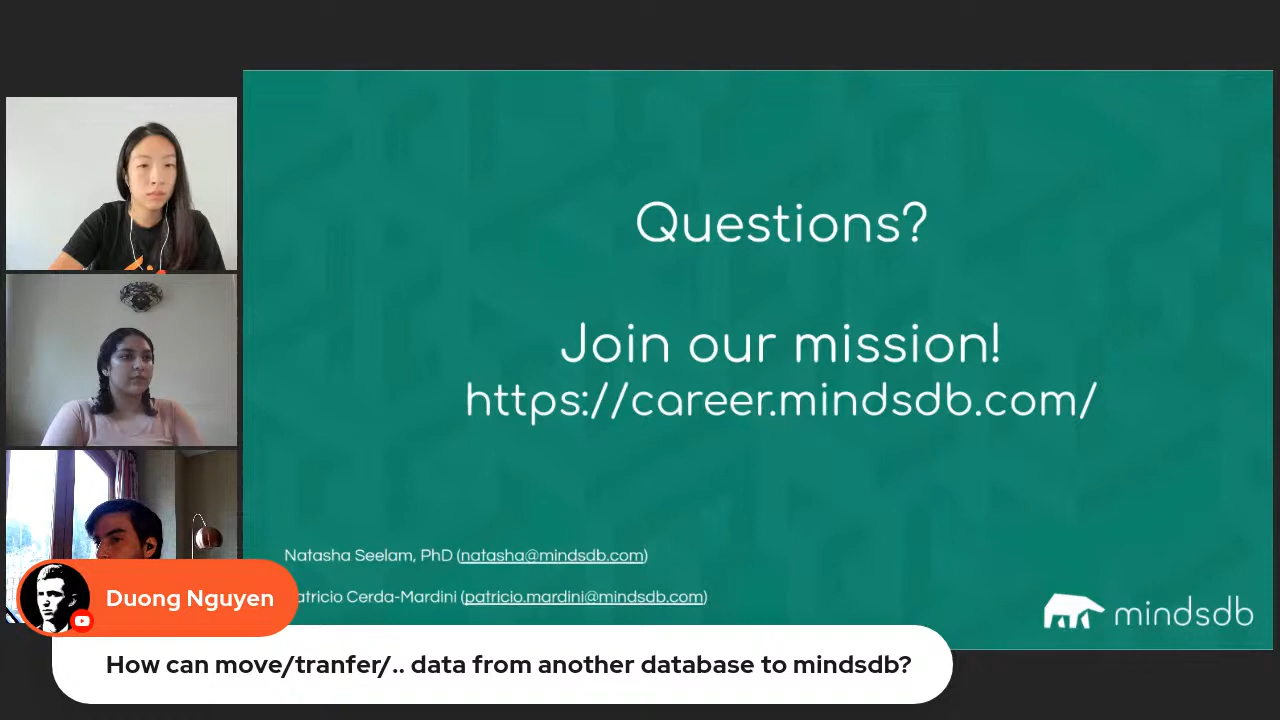 Questions?
Join our mission!
https://career.mindsdb.com/
Natasha Seelam, PhD (natasha@mindsdb.com)
atricio Cerda-Mardini (patricio.mardini@mindsdb.com)
mindsdb
Duong Nguyen
How can move/tranfer/.. data from another database to mindsdb?